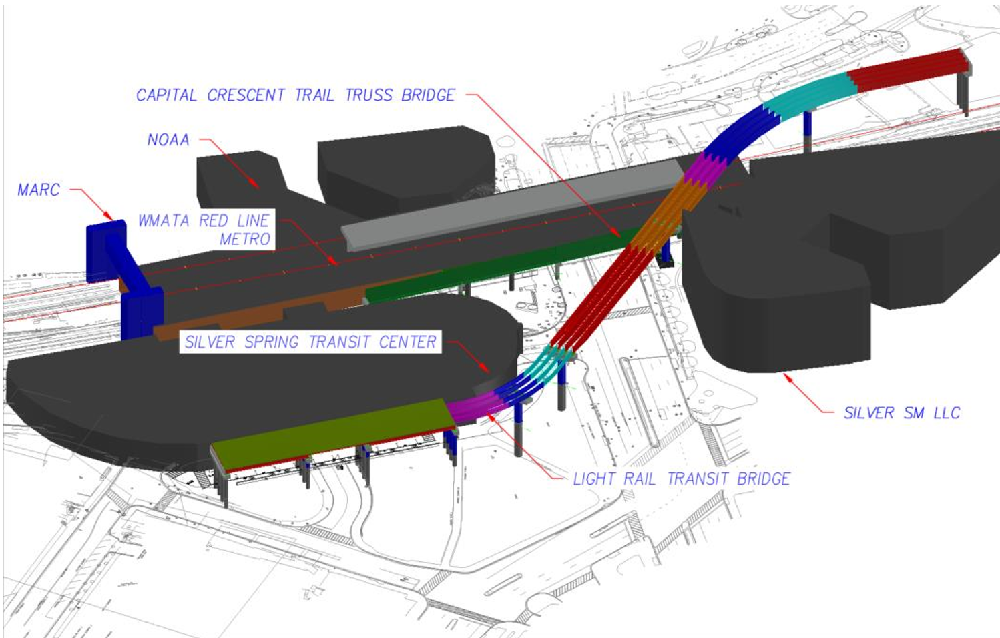 CAPITAL CRESCENT TRAIL TRUSS BRIDGE
NOAA
MARC
WMATA RED LINE
METRO
SILVER SPRING TRANSIT CENTER
SILVER SM LLC
LIGHT RAIL TRANSIT BRIDGE